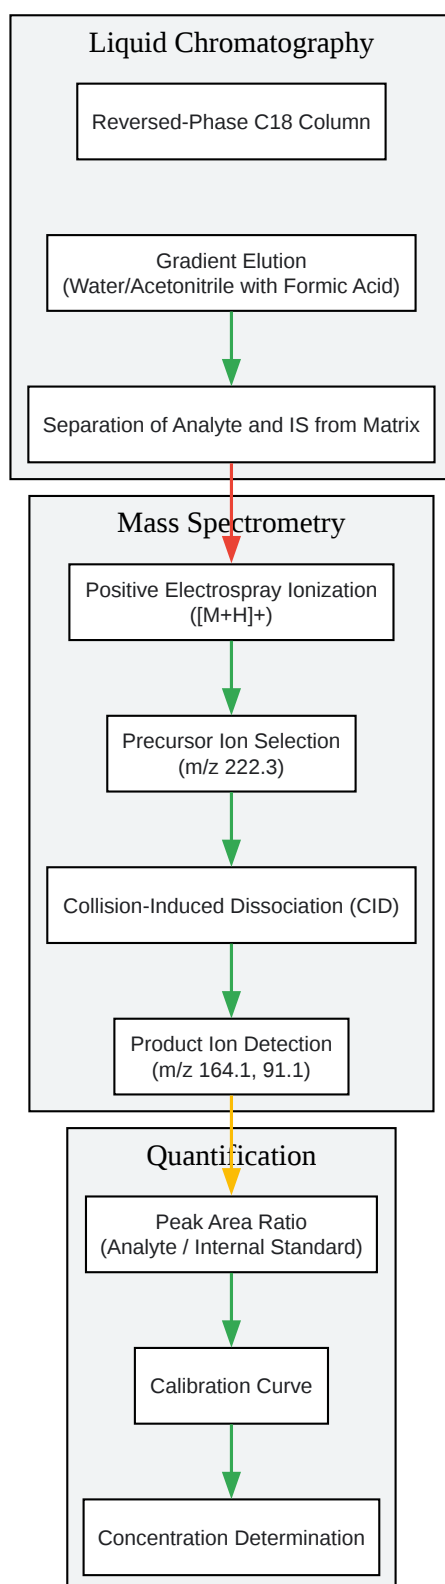 Liquid Chromatography
Reversed-Phase C18 Column
Gradient Elution
(Water/Acetonitrile with Formic Acid)
Separation of Analyte and IS from Matrix
Mass Spectrometry
Positive Electrospray Ionization
([M+H]+)
Precursor Ion Selection
(m/z 222.3)
Collision-Induced Dissociation (CID)
Product Ion Detection
(m/z 164.1, 91.1)
Quantification
Peak Area Ratio
(Analyte / Internal Standard)
Calibration Curve
Concentration Determination